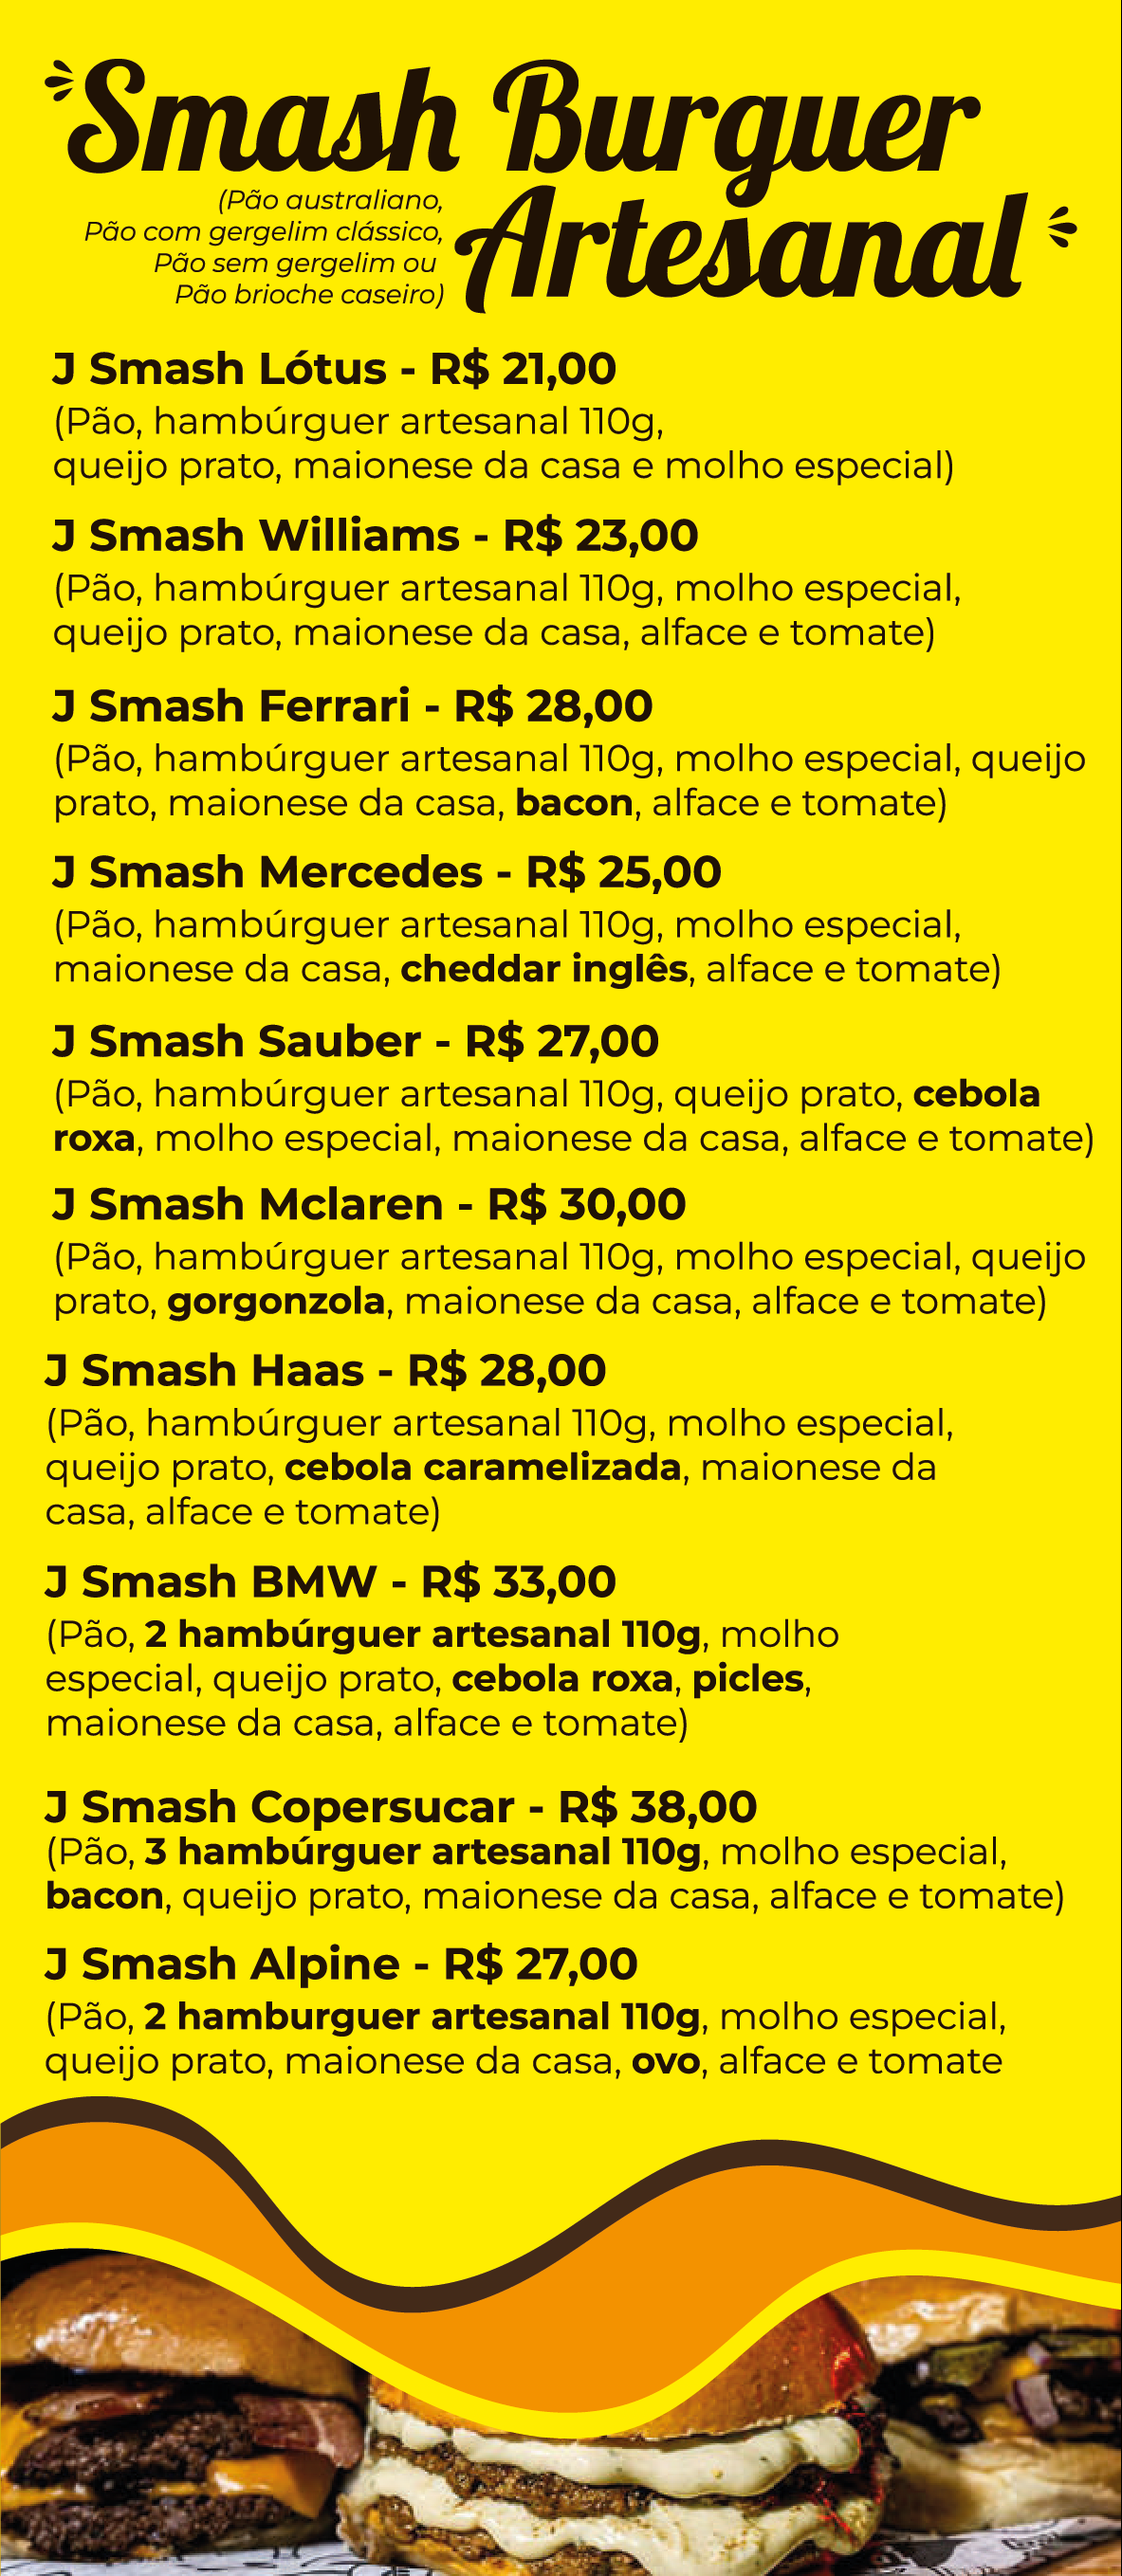 Smash Burguer
Artesanal
(Pão australiano,
Pão com gergelim clássico,
Pão sem gergelim ou
Pão brioche caseiro)
J Smash Lótus - R$ 21,00
(Pão, hambúrguer artesanal 110g,
queijo prato, maionese da casa e molho especial)
J Smash Williams - R$ 23,00
(Pão, hambúrguer artesanal 110g, molho especial,
queijo prato, maionese da casa, alface e tomate)
J Smash Ferrari - R$ 28,00
(Pão, hambúrguer artesanal 110g, molho especial, queijo
prato, maionese da casa, bacon, alface e tomate)
J Smash Mercedes - R$ 25,00
(Pão, hambúrguer artesanal 110g, molho especial,
maionese da casa, cheddar inglês, alface e tomate)
J Smash Sauber - R$ 27,00
(Pão, hambúrguer artesanal 110g, queijo prato, cebola
roxa, molho especial, maionese da casa, alface e tomate)
J Smash Mclaren - R$ 30,00
(Pão, hambúrguer artesanal 110g, molho especial, queijo
prato, gorgonzola, maionese da casa, alface e tomate)
J Smash Haas - R$ 28,00
(Pão, hambúrguer artesanal 110g, molho especial,
queijo prato, cebola caramelizada, maionese da
casa, alface e tomate)
J Smash BMW - R$ 33,00
(Pão, 2 hambúrguer artesanal 110g, molho
especial, queijo prato, cebola roxa, picles,
maionese da casa, alface e tomate)
J Smash Copersucar - R$ 38,00
(Pão, 3 hambúrguer artesanal 110g, molho especial,
bacon, queijo prato, maionese da casa, alface e tomate)
J Smash Alpine - R$ 27,00
(Pão, 2 hamburguer artesanal 110g, molho especial,
queijo prato, maionese da casa, ovo, alface e tomate